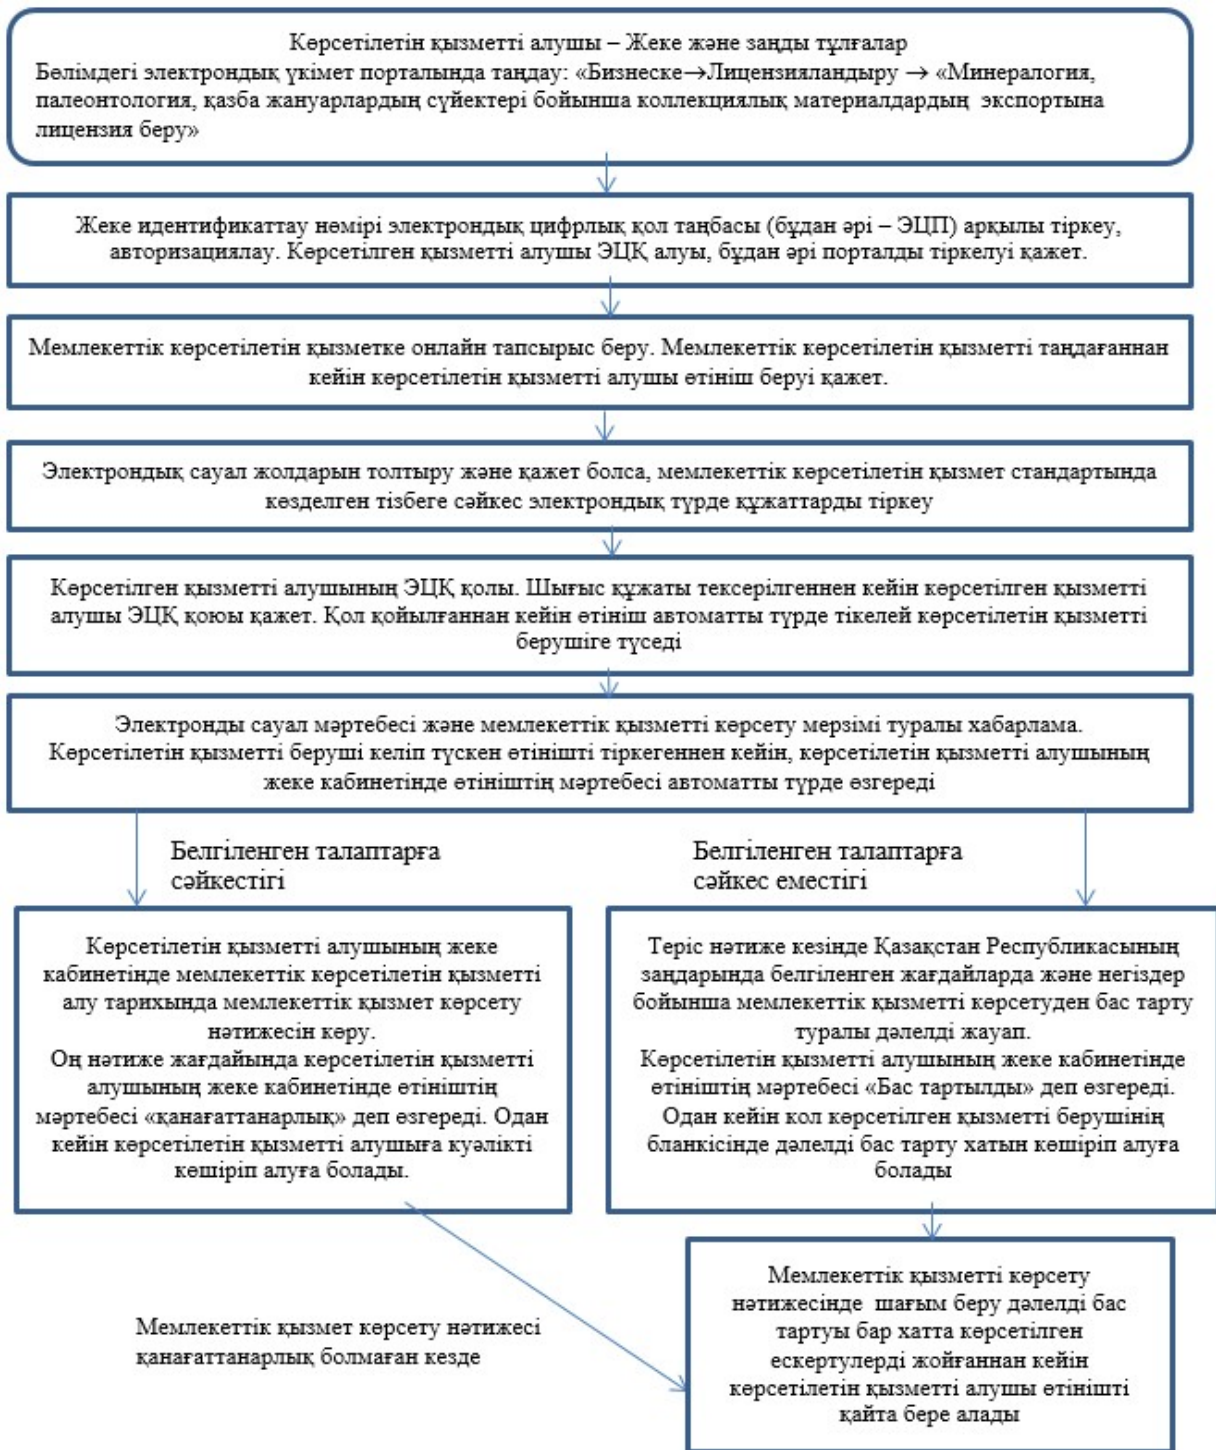 Көрсетілетін қызметті алушы – Жеке және заңды тұлғалар
Бөлімдегі электрондық үкімет порталында таңдау: «Бизнеске→Лицензияландыру → «Минералогия,
палеонтология, қазба жануарлардың сүйектері бойынша коллекциялық материалдардың экспортына
лицензия беру»
Жеке идентификаттау нөмірі электрондық цифрлық қол таңбасы (бұдан әрі – ЭЦП) арқылы тіркеу,
авторизациялау. Көрсетілген қызметті алушы ЭЦҚ алуы, бұдан әрі порталды тіркелуі қажет.
Мемлекеттік көрсетілетін қызметке онлайн тапсырыс беру. Мемлекеттік көрсетілетін қызметті таңдағаннан
кейін көрсетілетін қызметті алушы өтініш беруі қажет.
Электрондық сауал жолдарын толтыру және қажет болса, мемлекеттік көрсетілетін қызмет стандартында
көзделген тізбеге сәйкес электрондық түрде құжаттарды тіркеу
Көрсетілген қызметті алушының ЭЦҚ қолы. Шығыс құжаты тексерілгеннен кейін көрсетілген қызметті
алушы ЭЦҚ қоюы қажет. Қол қойылғаннан кейін өтініш автоматты түрде тікелей көрсетілетін қызметті
берушіге түседі
Электронды сауал мәртебесі және мемлекеттік қызметті көрсету мерзімі туралы хабарлама.
Көрсетілетін қызметті беруші келіп түскен өтінішті тіркегеннен кейін, көрсетілетін қызметті алушының
жеке кабинетінде өтініштің мәртебесі автоматты түрде өзгереді
Белгіленген талаптарға
сәйкестігі
Белгіленген талаптарға
сәйкес еместігі
Көрсетілетін қызметті алушының жеке
кабинетінде мемлекеттік көрсетілетін қызметті
алу тарихында мемлекеттік қызмет көрсету
нәтижесін көру.
Оң нәтиже жағдайында көрсетілетін қызметті
алушының жеке кабинетінде өтініштің
мәртебесі «қанағаттанарлық» деп өзгереді. Одан
кейін көрсетілетін қызметті алушыға куәлікті
көшіріп алуға болады.
Теріс нәтиже кезінде Қазақстан Республикасының
заңдарында белгіленген жағдайларда және негіздер
бойынша мемлекеттік қызметті көрсетуден бас тарту
туралы дәлелді жауап.
Көрсетілетін қызметті алушының жеке кабинетінде
өтініштің мәртебесі «Бас тартылды» деп өзгереді.
Одан кейін кол көрсетілген қызметті берушінің
бланкісінде дәлелді бас тарту хатын көшіріп алуға
болады
Мемлекеттік қызмет көрсету нәтижесі
қанағаттанарлық болмаған кезде
Мемлекеттік қызметті көрсету
нәтижесінде шағым беру дәлелді бас
тартуы бар хатта көрсетілген
ескертулерді жойғаннан кейін
көрсетілетін қызметті алушы өтінішті
қайта бере алады